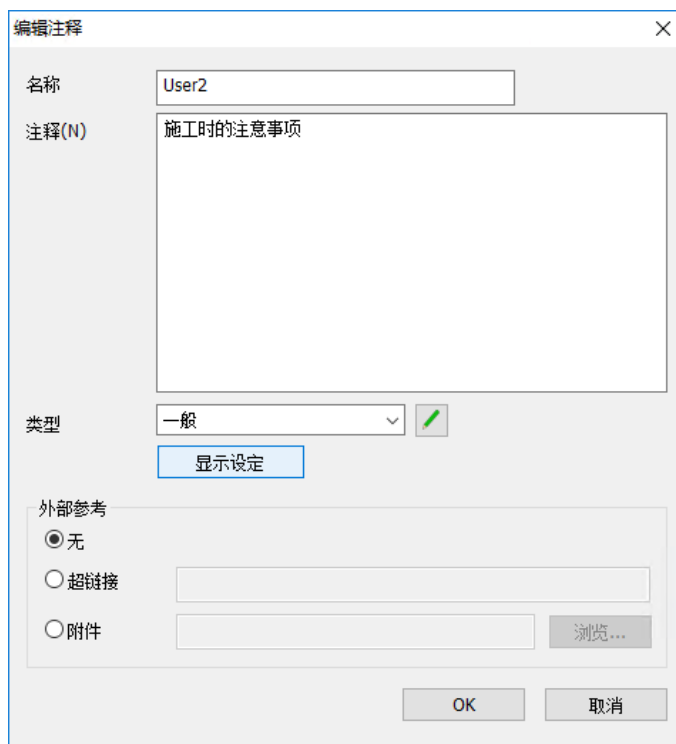 编辑注释
名称 User2
注释(N) 施工时的注意事项
类型 一般
显示设定
外部参考
无
超链接
附件 浏览...
OK 取消